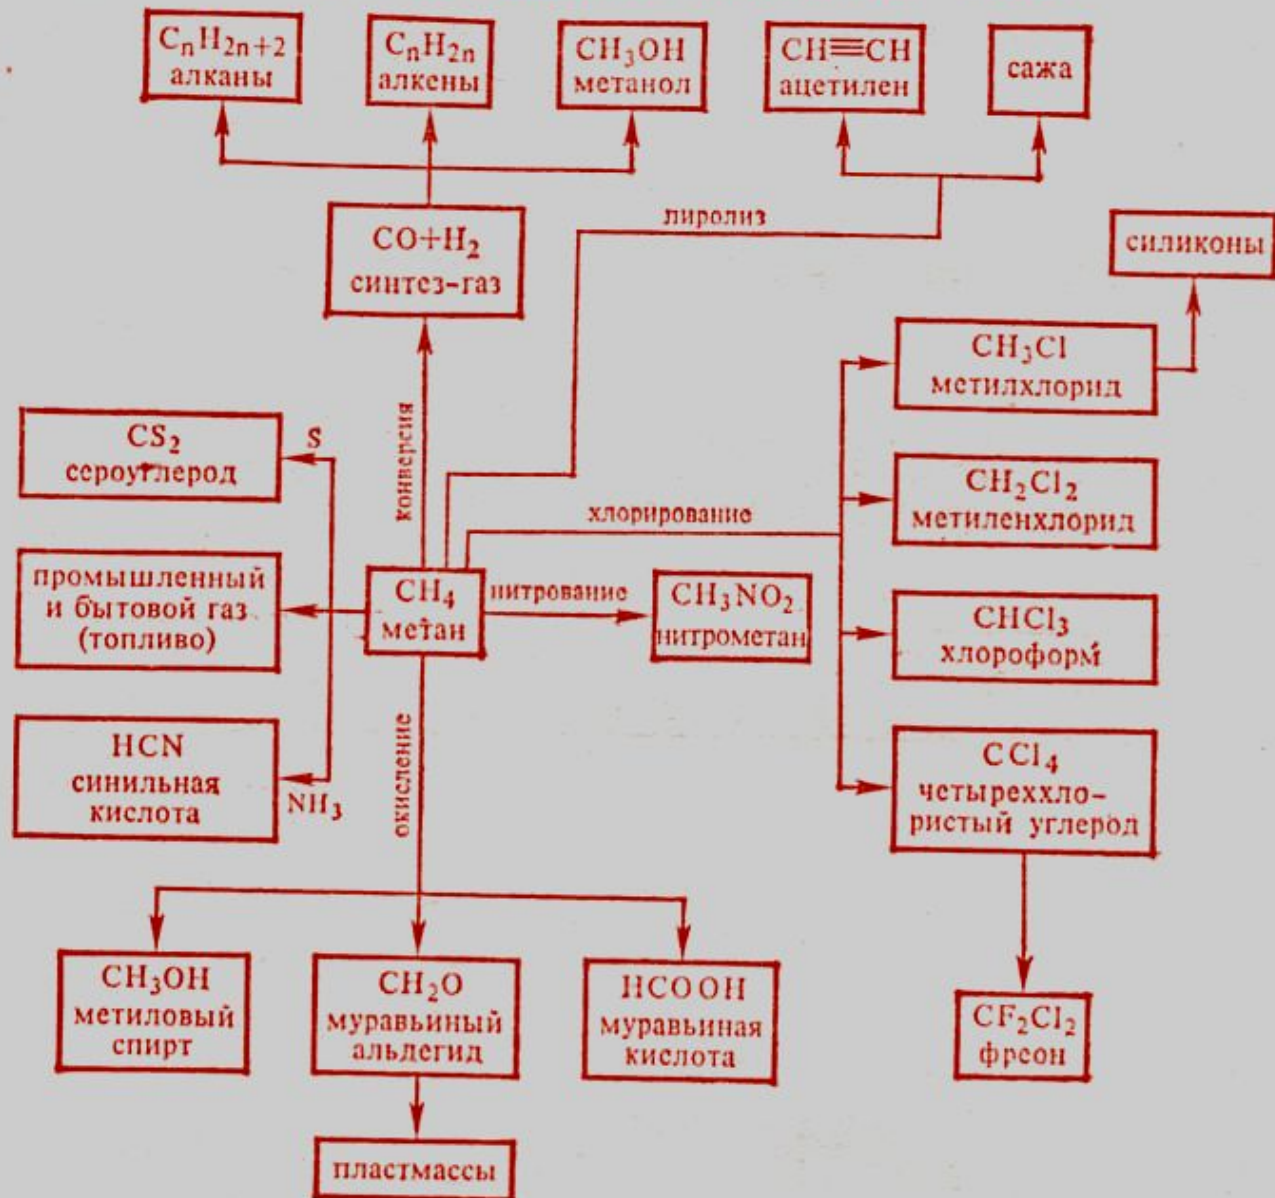 CₙH₂ₙ₊₂
алканы
CₙH₂ₙ
алкены
CH₃OH
метанол
CH≡CH
ацетилен
сажа
пиролиз
CO+H₂
синтез-газ
силиконы
CH₃Cl
метилхлорид
конверсия
CS₂
сероуглерод
S
CH₂Cl₂
метиленхлорид
хлорирование
промышленный
и бытовой газ
(топливо)
CH₄
метан
нитрование
CH₃NO₂
нитрометан
CHCl₃
хлороформ
HCN
синильная
кислота
NH₃
окисление
CCl₄
четыреххло-
ристый углерод
CH₃OH
метиловый
спирт
CH₂O
муравьиный
альдегид
HCOOH
муравьиная
кислота
CF₂Cl₂
фреон
пластмассы